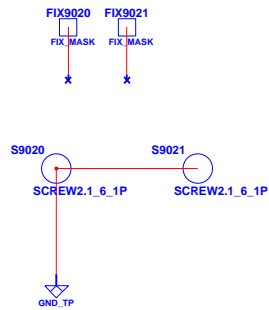 FIX9020 FIX9021
FIX_MASK FIX_MASK
S9020 S9021
SCREW2.1_6_1P SCREW2.1_6_1P
GND_TP